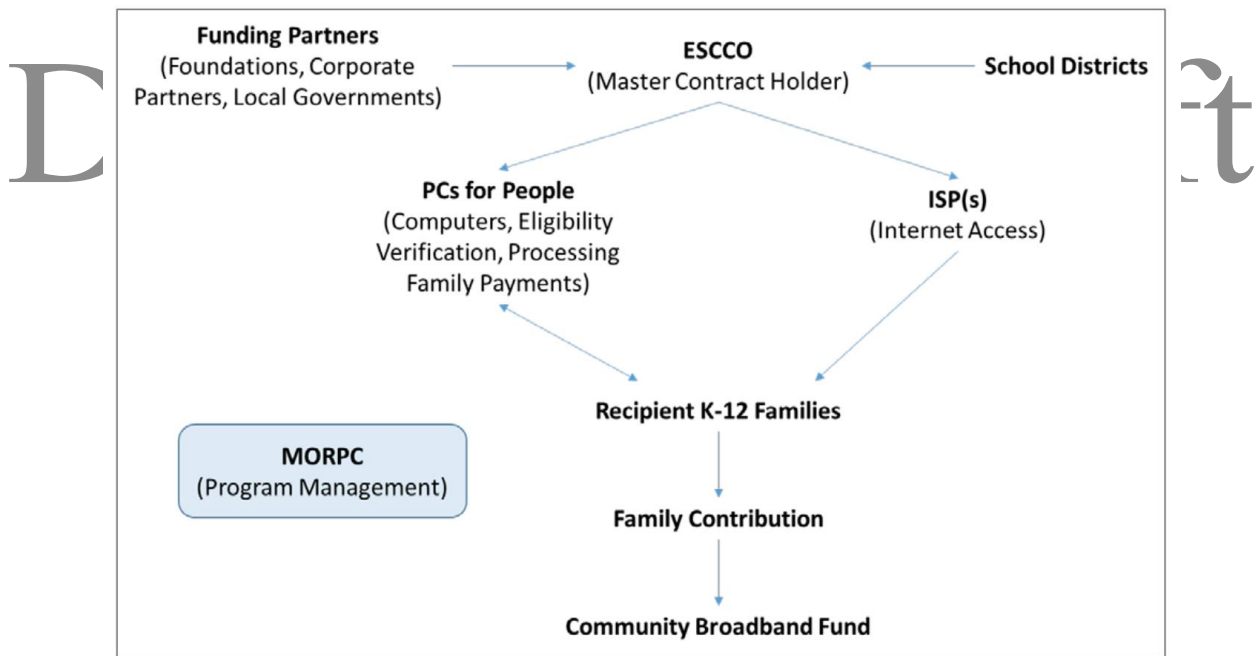 Funding Partners
(Foundations, Corporate
Partners, Local Governments)
ESCCO
(Master Contract Holder)
School Districts
PCs for People
(Computers, Eligibility
Verification, Processing
Family Payments)
ISP(s)
(Internet Access)
Recipient K-12 Families
MORPC
(Program Management)
Family Contribution
Community Broadband Fund